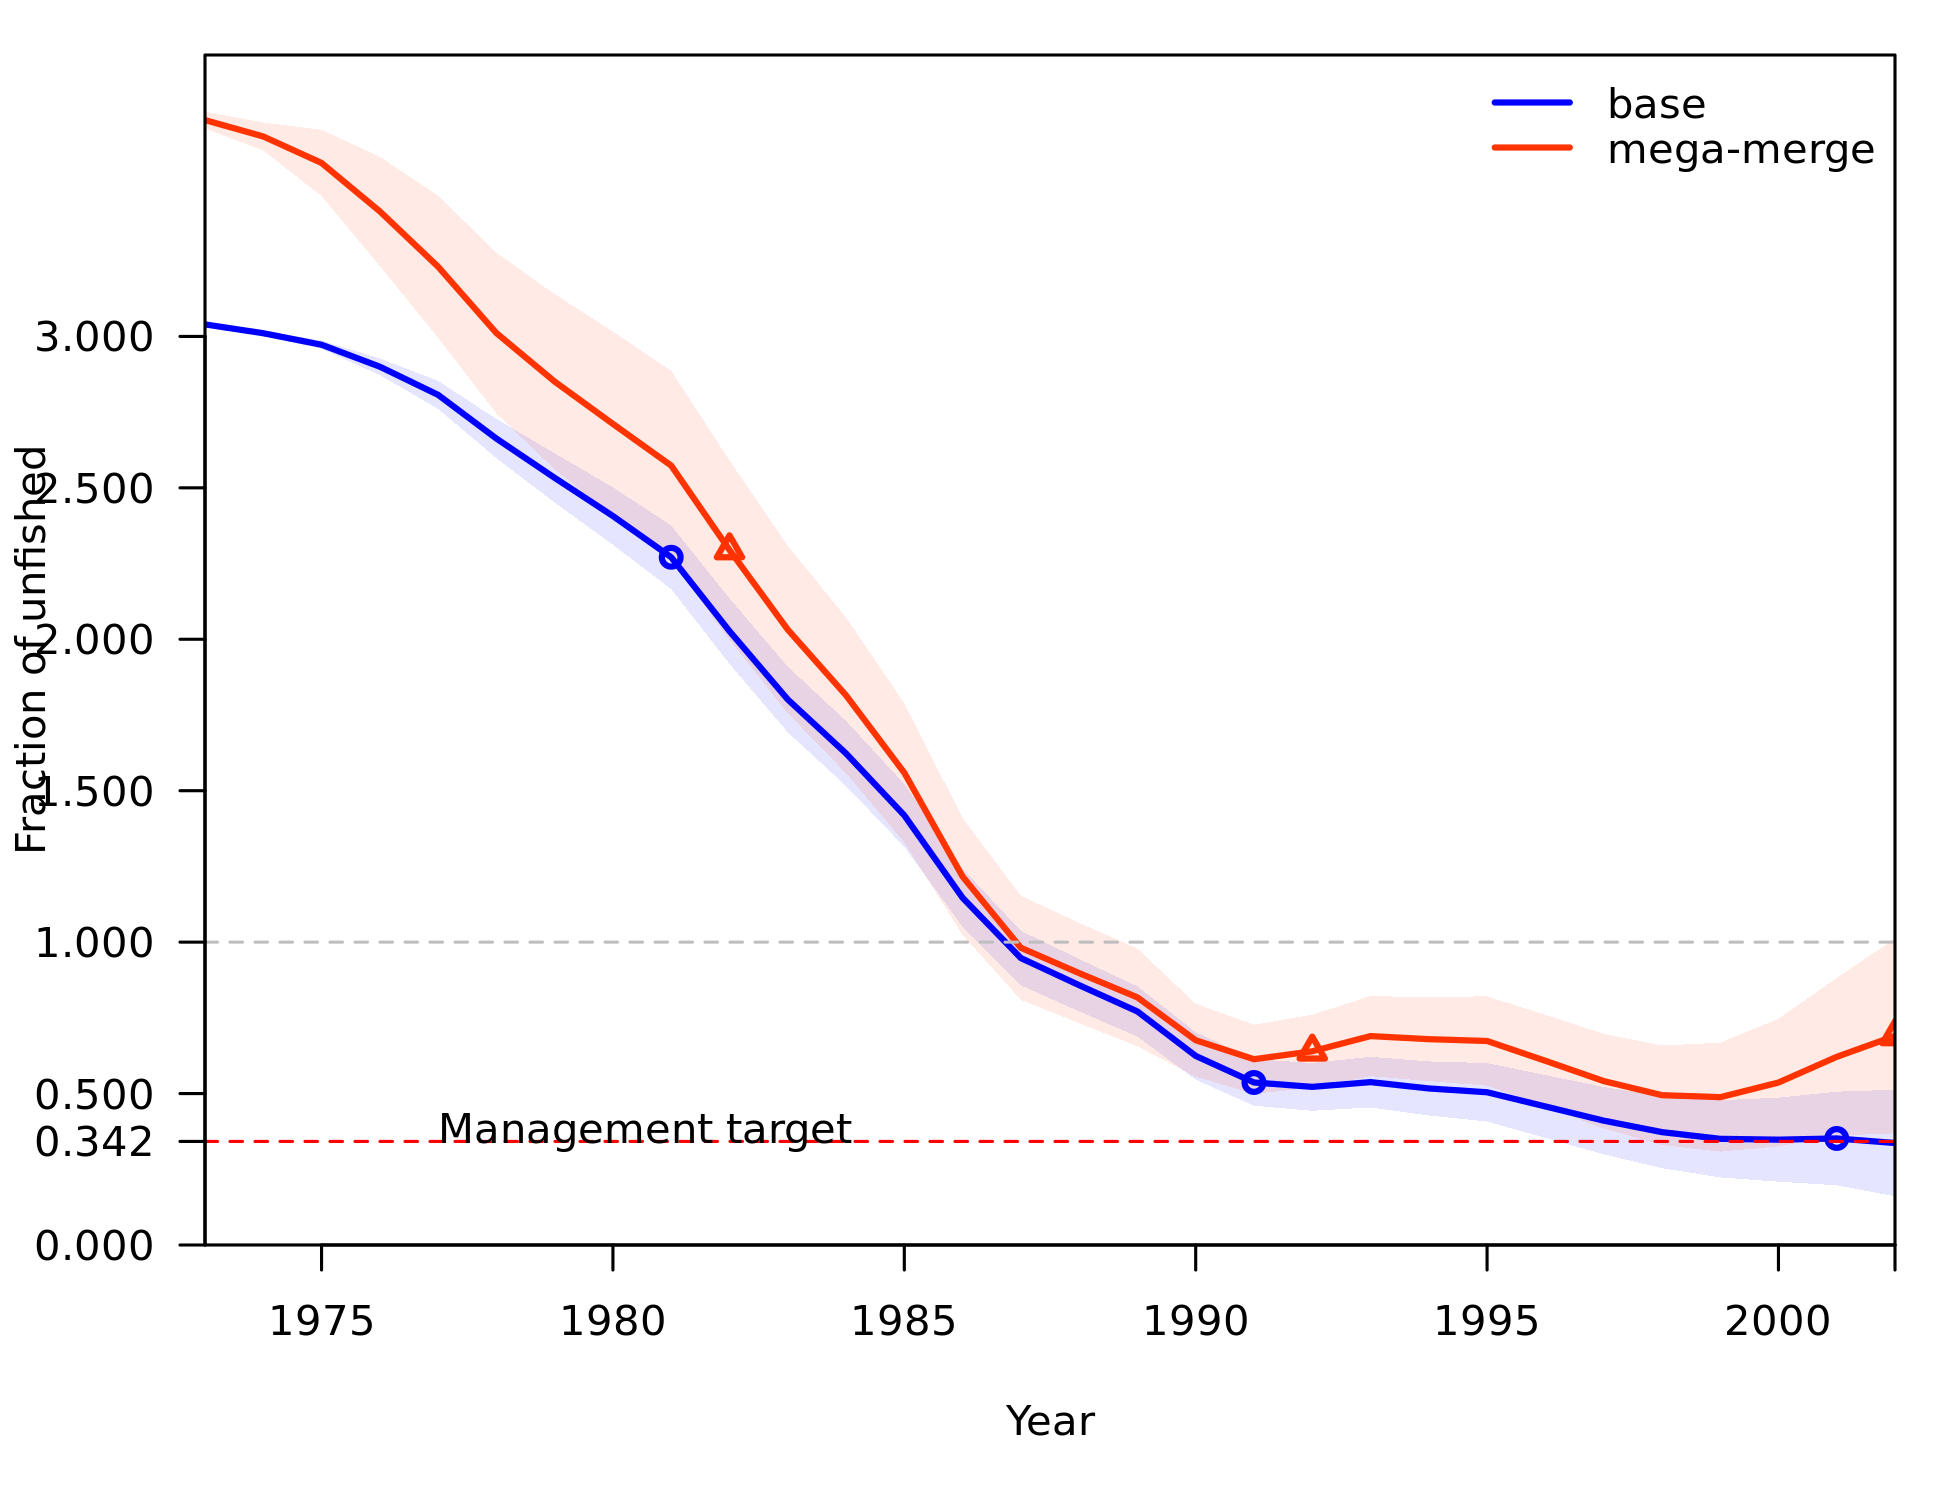 base
mega-merge
3.000
2.500
2.000
1.500
1.000
0.500
0.342
0.000
Fraction of unfished
Management target
1975 1980 1985 1990 1995 2000
Year